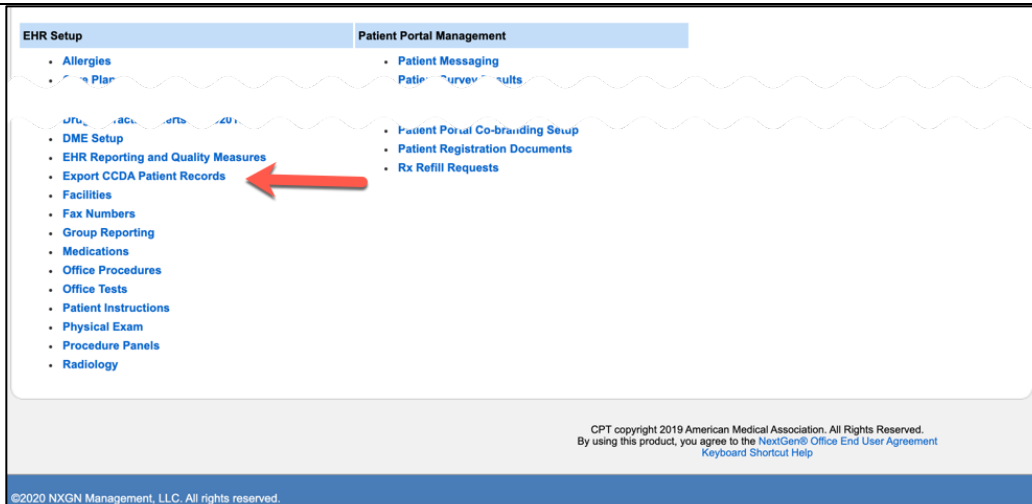 EHR Setup
Patient Portal Management
Allergies
Patient Messaging
DME Setup
EHR Reporting and Quality Measures
Export CCDA Patient Records
Facilities
Fax Numbers
Group Reporting
Medications
Office Procedures
Office Tests
Patient Instructions
Physical Exam
Procedure Panels
Radiology
Patient Portal Co-branding Setup
Patient Registration Documents
Rx Refill Requests
CPT copyright 2019 American Medical Association. All Rights Reserved.
By using this product, you agree to the NextGen® Office End User Agreement
Keyboard Shortcut Help
©2020 NXGN Management, LLC. All rights reserved.